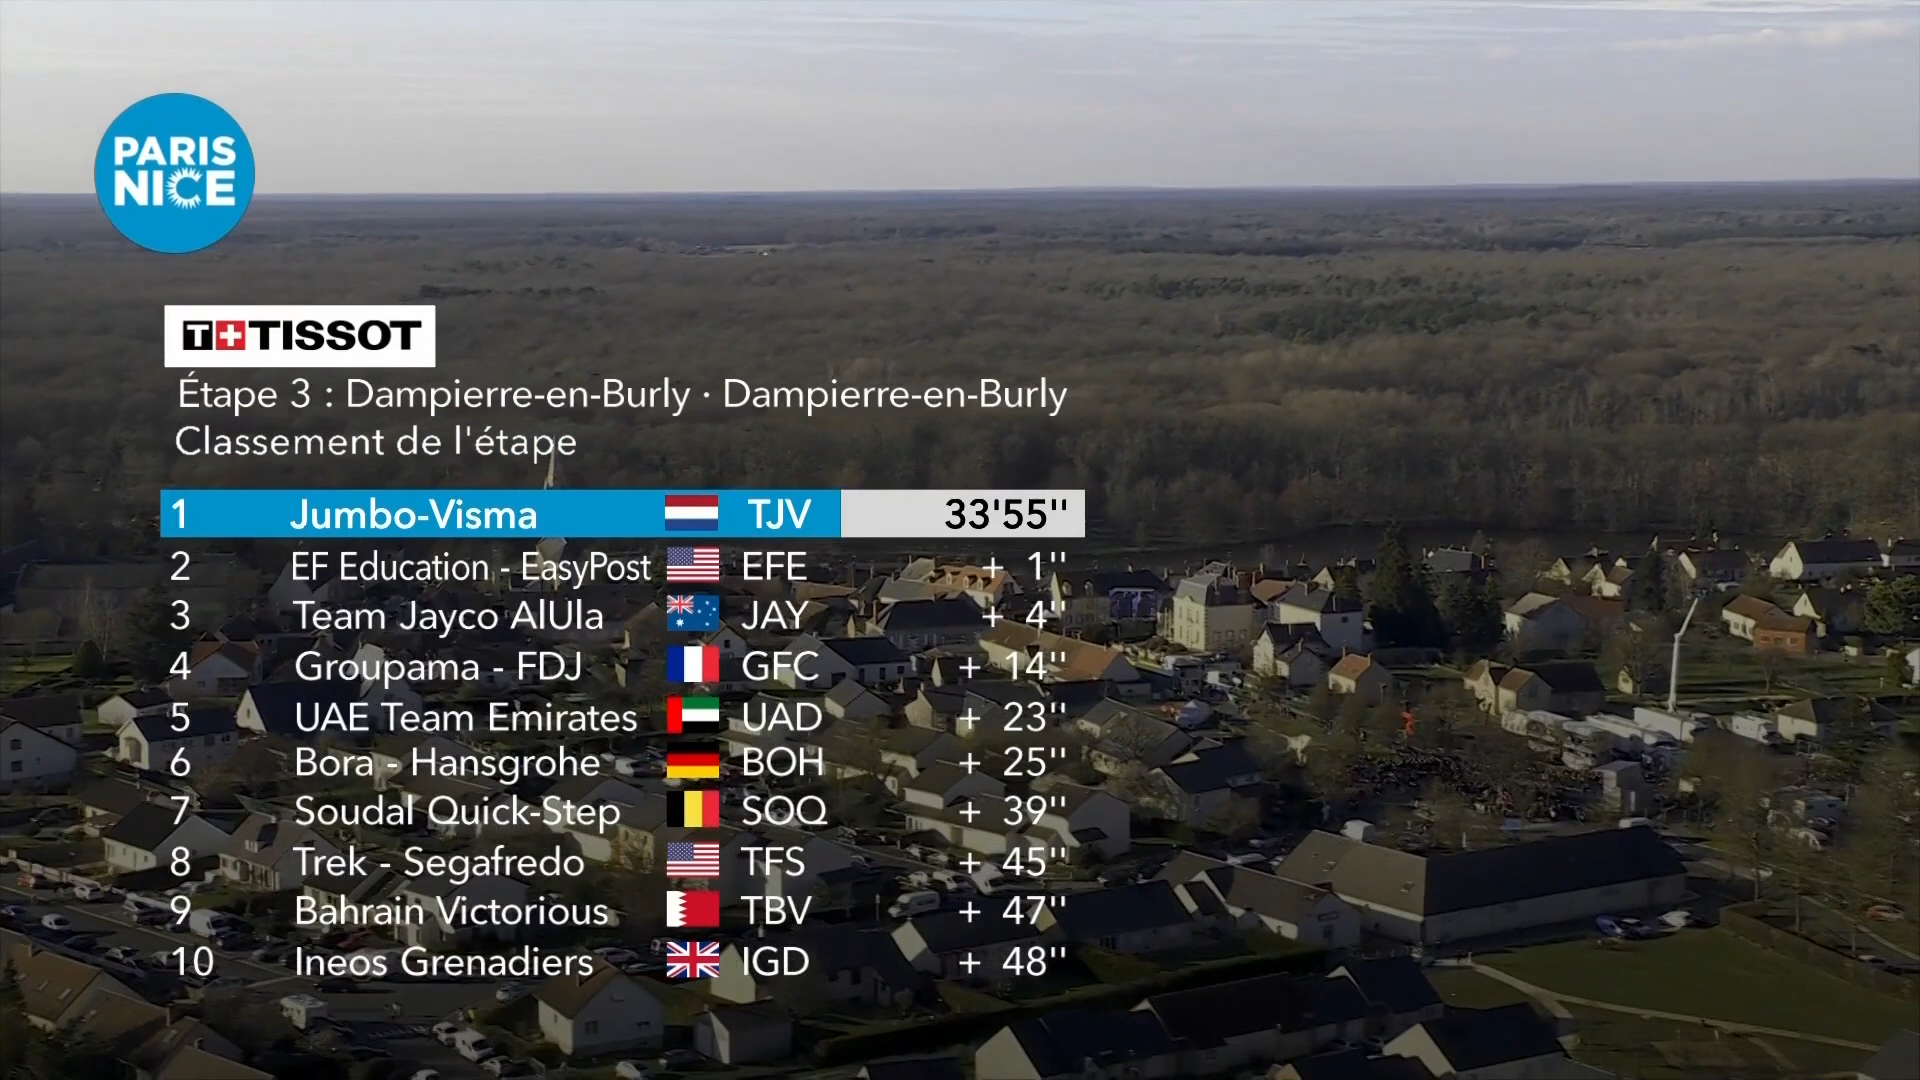 PARIS
NICE
T+TISSOT
Étape 3 : Dampierre-en-Burly · Dampierre-en-Burly
Classement de l'étape
1 Jumbo-Visma TJV 33'55''
2 EF Education - EasyPost EFE + 1''
3 Team Jayco AlUla JAY + 4''
4 Groupama - FDJ GFC + 14''
5 UAE Team Emirates UAD + 23''
6 Bora - Hansgrohe BOH + 25''
7 Soudal Quick-Step SOQ + 39''
8 Trek - Segafredo TFS + 45''
9 Bahrain Victorious TBV + 47''
10 Ineos Grenadiers IGD + 48''